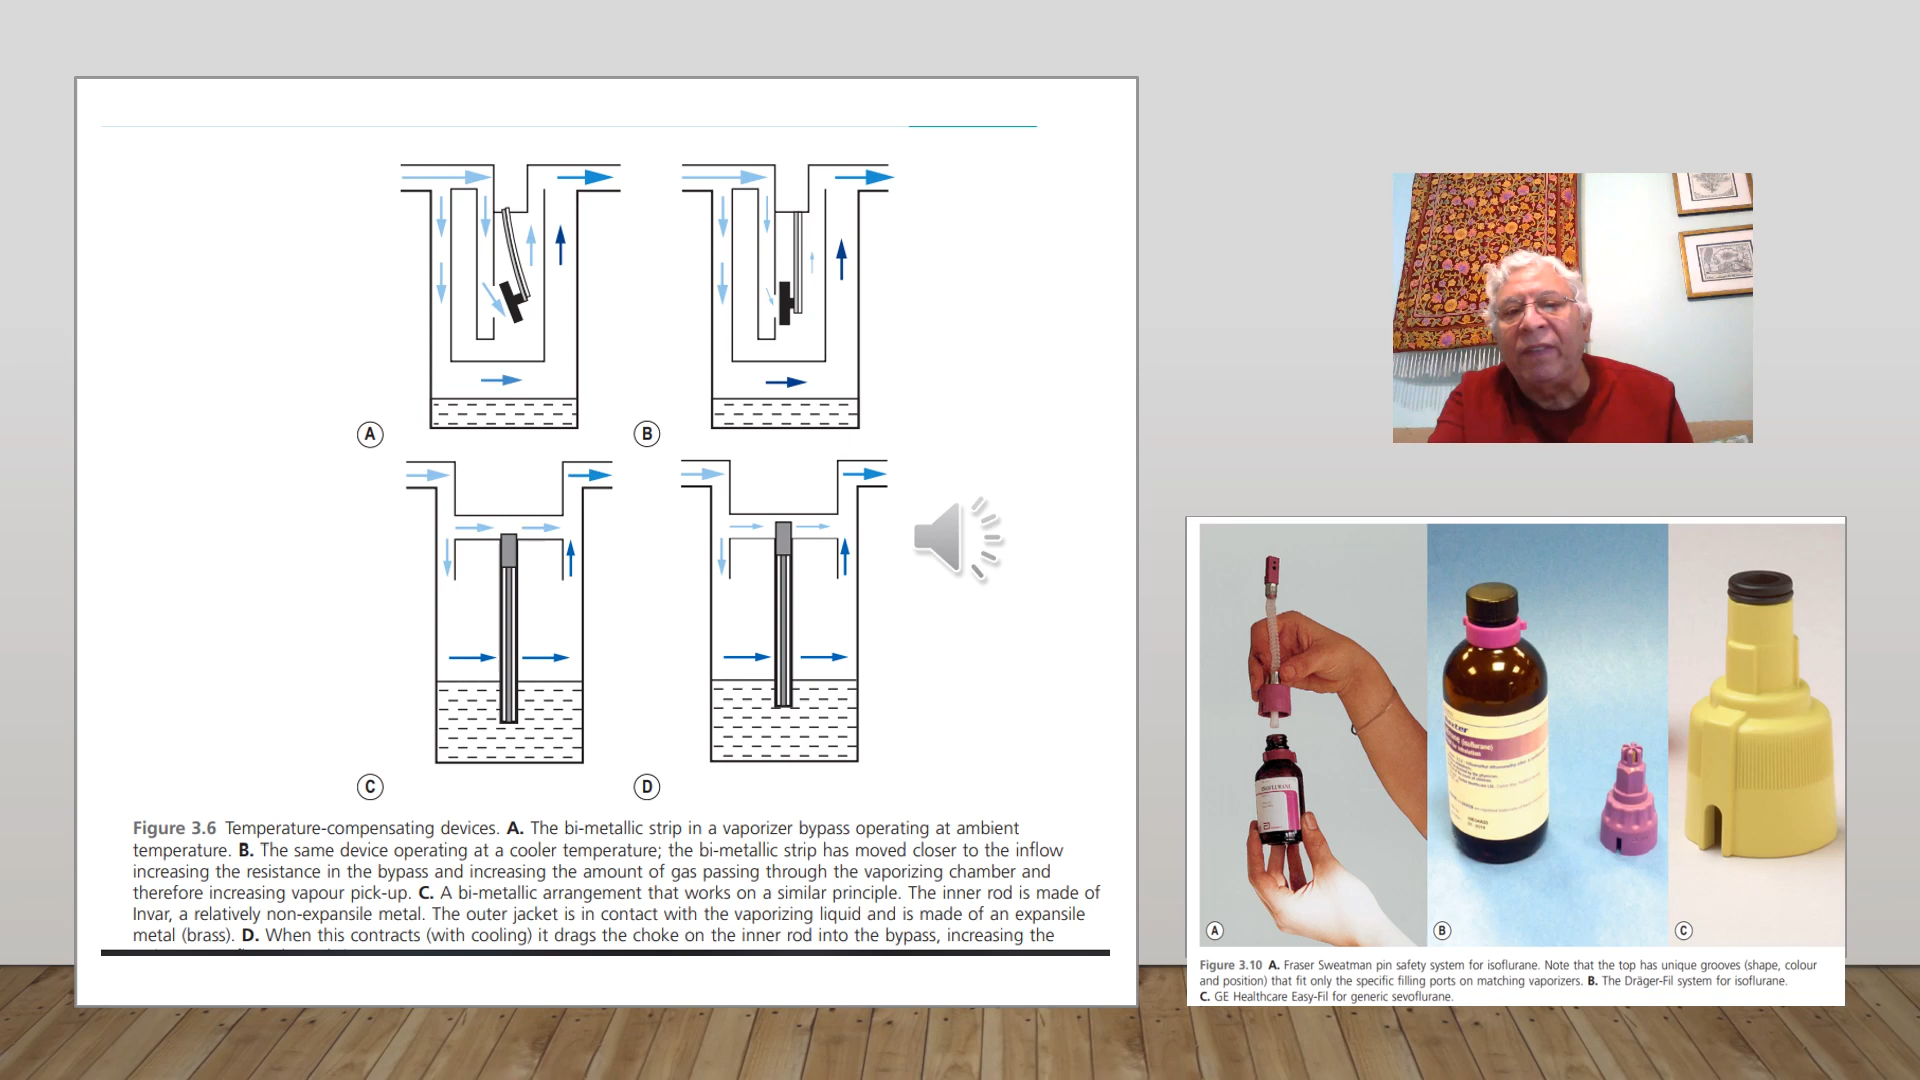 A
B
C
D
Figure 3.6 Temperature-compensating devices. A. The bi-metallic strip in a vaporizer bypass operating at ambient
temperature. B. The same device operating at a cooler temperature; the bi-metallic strip has moved closer to the inflow
increasing the resistance in the bypass and increasing the amount of gas passing through the vaporizing chamber and
therefore increasing vapour pick-up. C. A bi-metallic arrangement that works on a similar principle. The inner rod is made of
Invar, a relatively non-expansile metal. The outer jacket is in contact with the vaporizing liquid and is made of an expansile
metal (brass). D. When this contracts (with cooling) it drags the choke on the inner rod into the bypass, increasing the
ISOFLURANE
(isoflurane)
A
B
C
Figure 3.10 A. Fraser Sweatman pin safety system for isoflurane. Note that the top has unique grooves (shape, colour
and position) that fit only the specific filling ports on matching vaporizers. B. The Dräger-Fil system for isoflurane.
C. GE Healthcare Easy-Fil for generic sevoflurane.